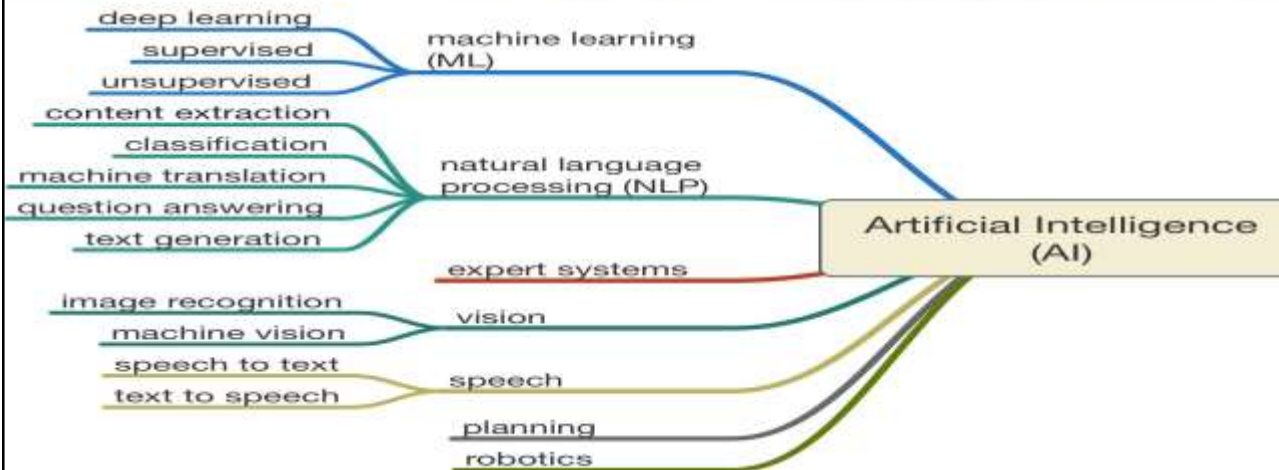 deep learning
supervised
unsupervised
machine learning
(ML)
content extraction
classification
machine translation
question answering
text generation
natural language
processing (NLP)
expert systems
image recognition
machine vision
vision
speech to text
text to speech
speech
planning
robotics
Artificial Intelligence
(AI)